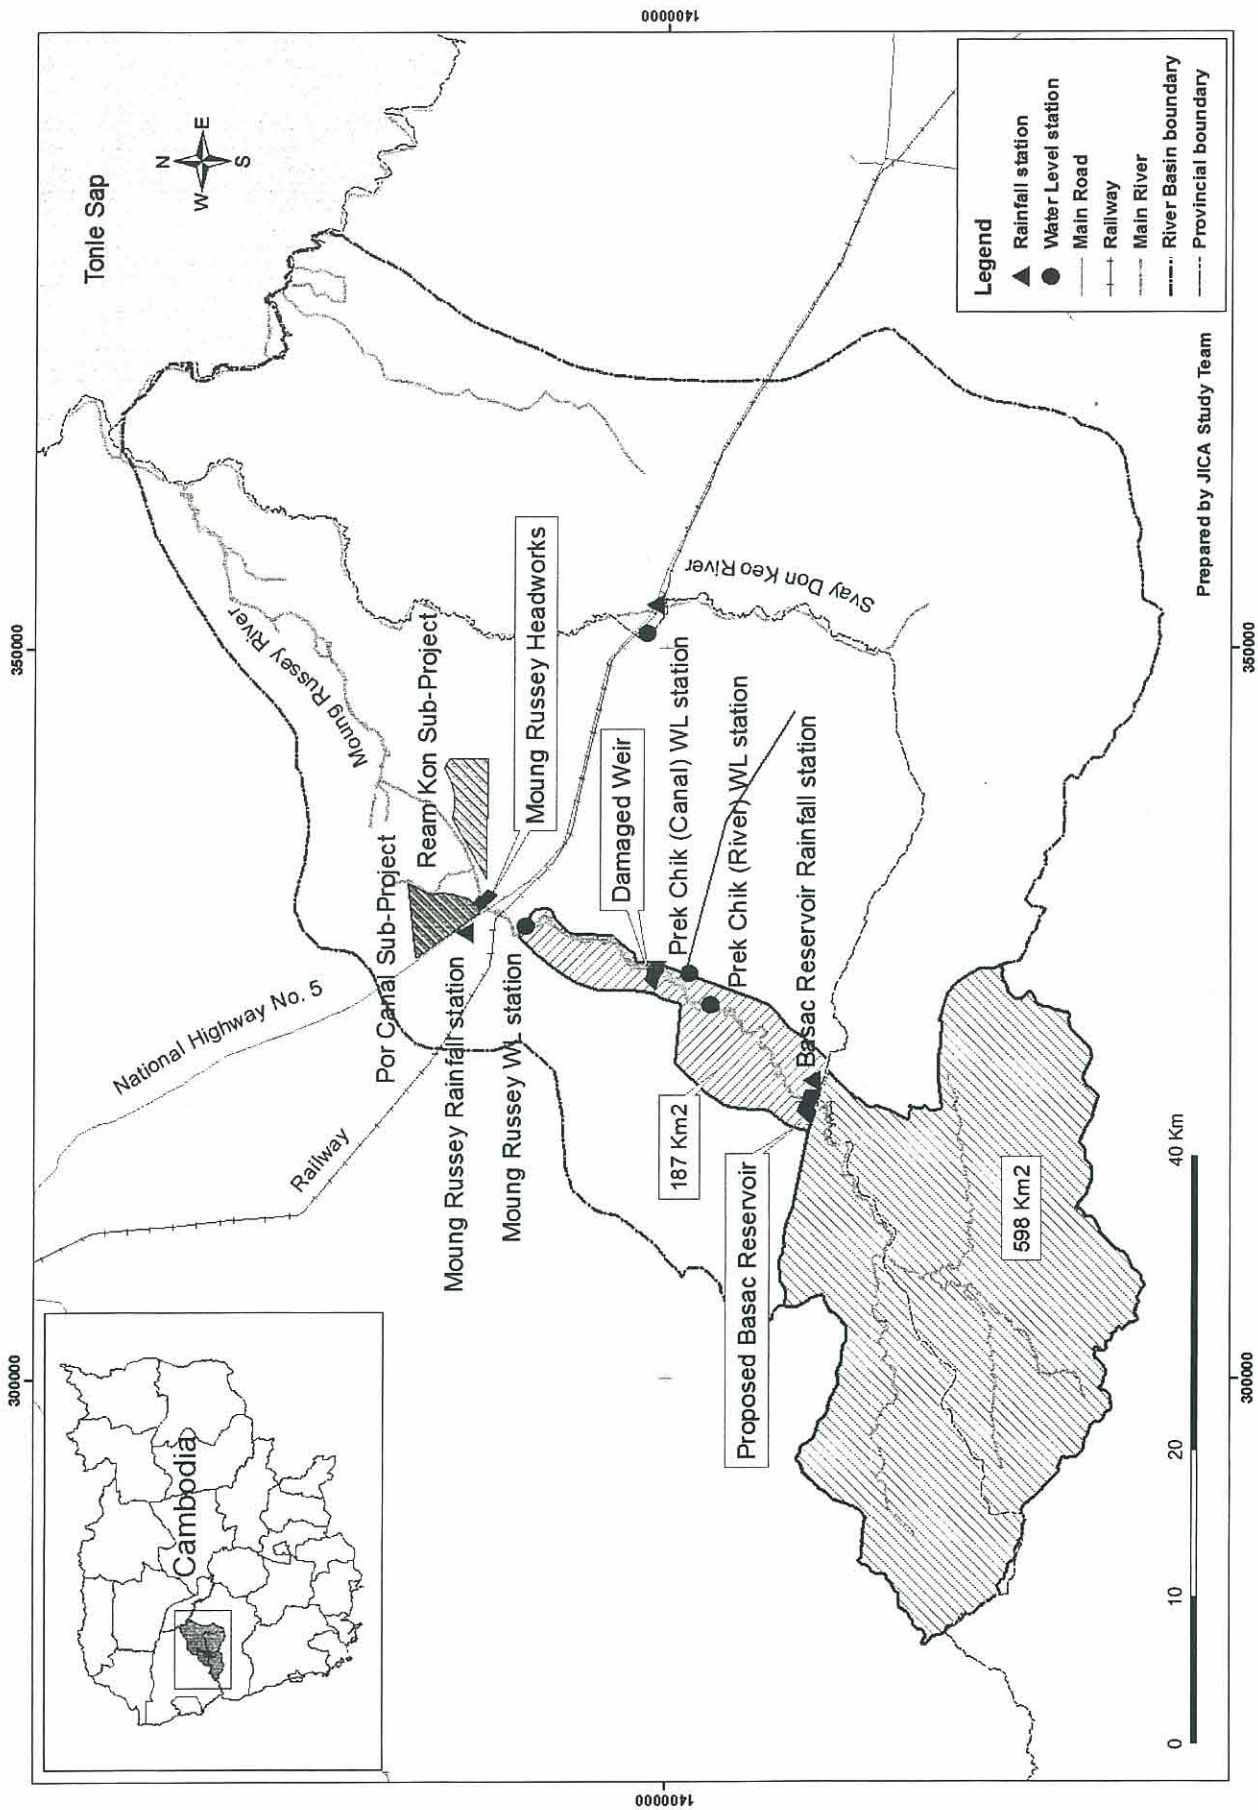 Cambodia
Tonle Sap
N
W
E
S
300000
350000
1400000
National Highway No. 5
Railway
Por Canal Sub-Project
Ream Kon Sub-Project
Moung Russey River
Moung Russey Headworks
Moung Russey Rainfall station
Moung Russey WL station
Damaged Weir
Prek Chik (Canal) WL station
Prek Chik (River) WL station
Basac Reservoir Rainfall station
Svay Don Keo River
187 Km2
Proposed Basac Reservoir
598 Km2
0
10
20
40 Km
Legend
Rainfall station
Water Level station
Main Road
Railway
Main River
River Basin boundary
Provincial boundary
Prepared by JICA Study Team
300000
350000
1400000